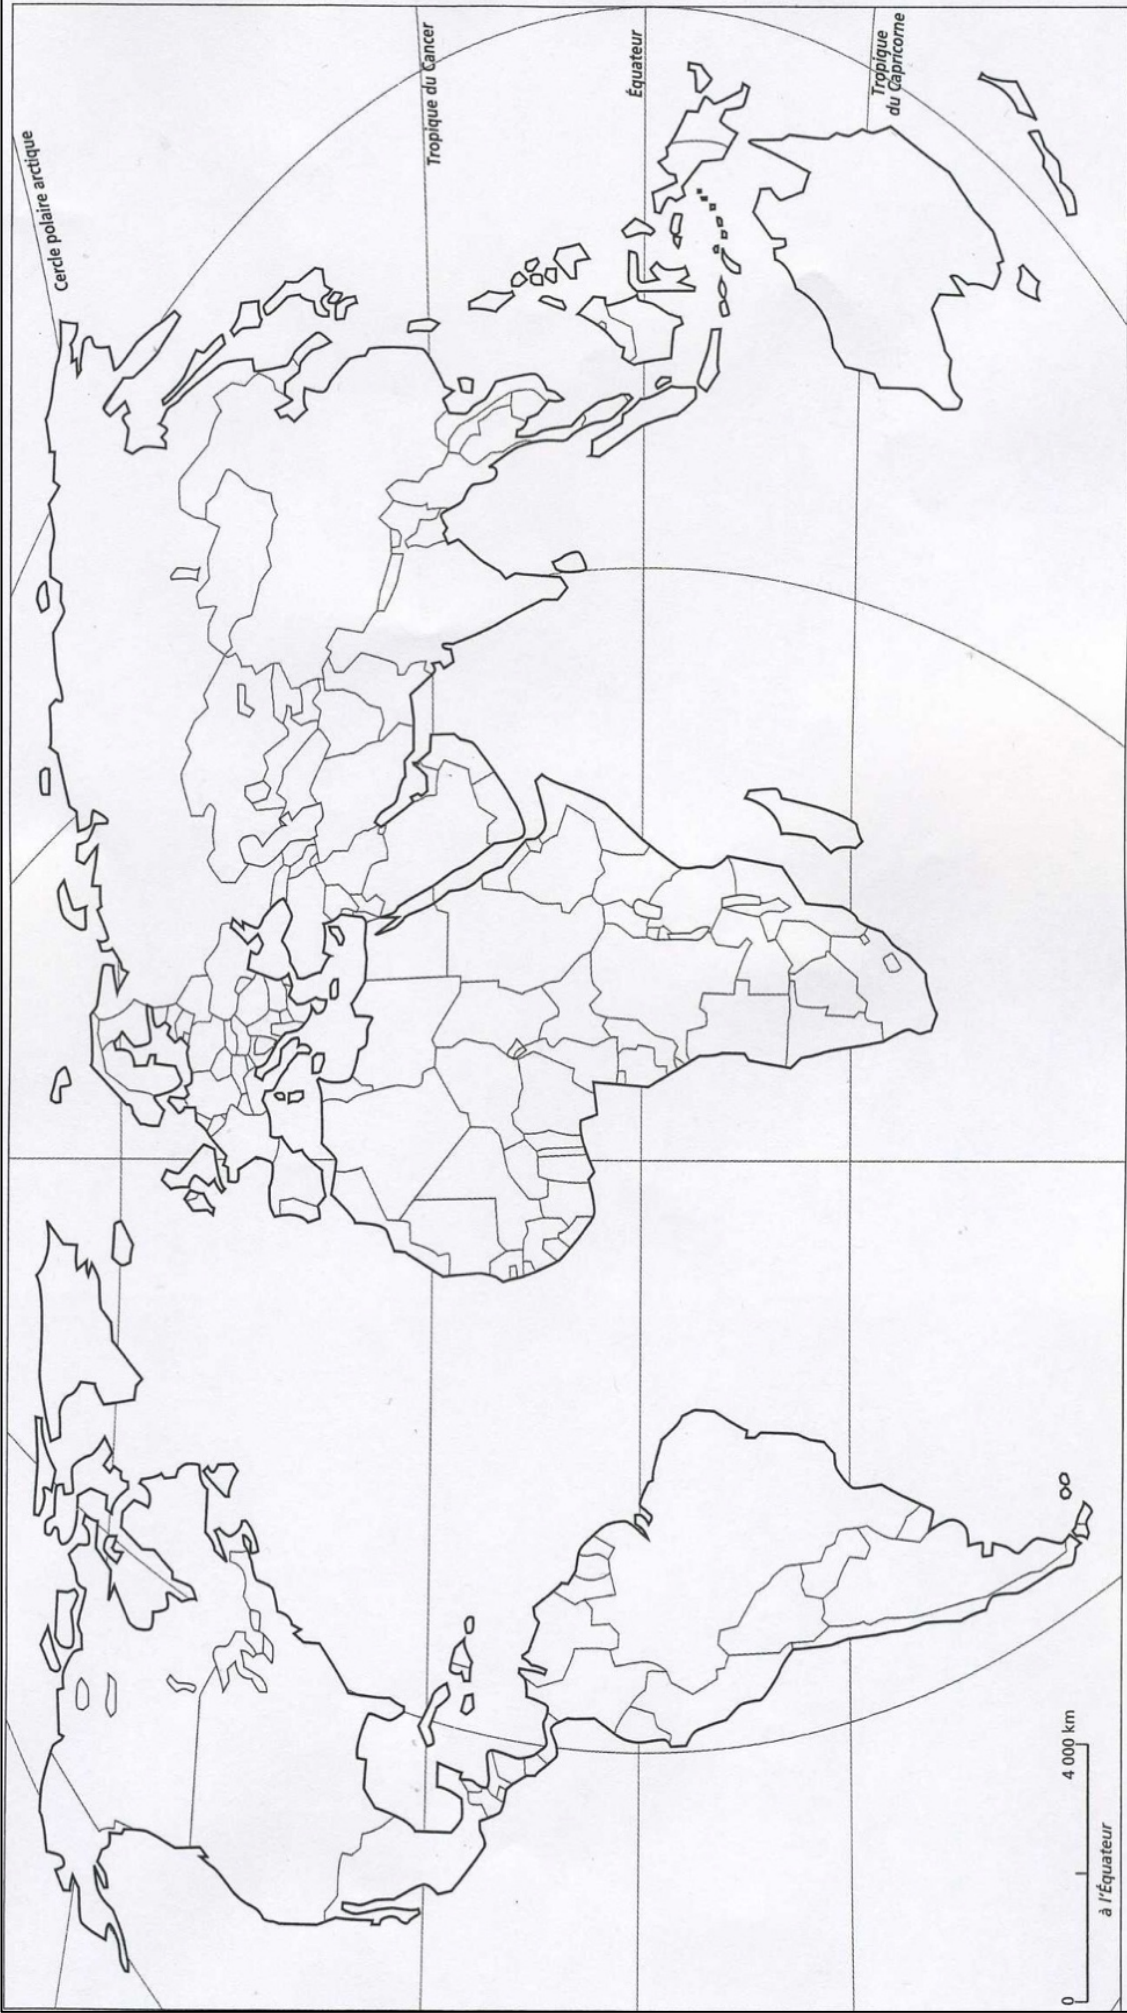 Cercle polaire arctique
Tropique du Cancer
Équateur
Tropique
du Capricorne
0
4 000 km
à l'Équateur